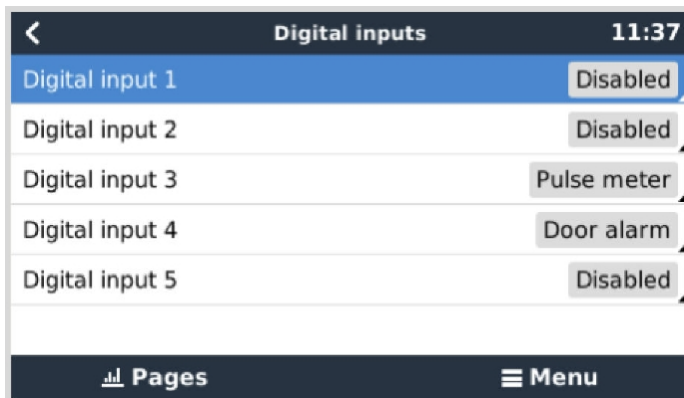 Digital inputs 11:37
Digital input 1 Disabled
Digital input 2 Disabled
Digital input 3 Pulse meter
Digital input 4 Door alarm
Digital input 5 Disabled
Pages Menu